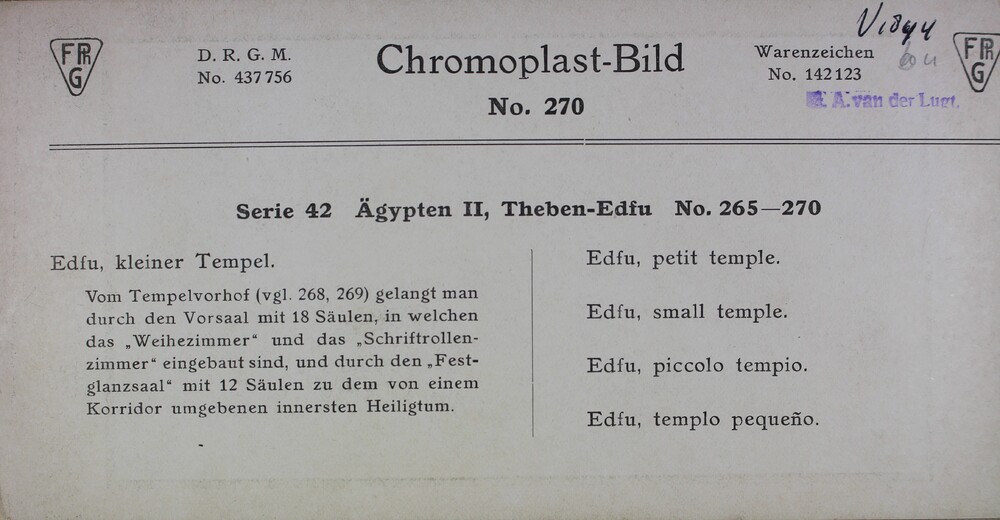 FPhG
D. R. G. M.
No. 437756
Chromoplast-Bild
No. 270
Warenzeichen
No. 142123
A. van der Lugt.
FPhG
Serie 42 Ägypten II, Theben-Edfu No. 265—270
Edfu, kleiner Tempel.
Vom Tempelvorhof (vgl. 268, 269) gelangt man
durch den Vorsaal mit 18 Säulen, in welchen
das „Weihezimmer“ und das „Schriftrollen-
zimmer“ eingebaut sind, und durch den „Fest-
glanzsaal“ mit 12 Säulen zu dem von einem
Korridor umgebenen innersten Heiligtum.
Edfu, petit temple.
Edfu, small temple.
Edfu, piccolo tempio.
Edfu, templo pequeño.